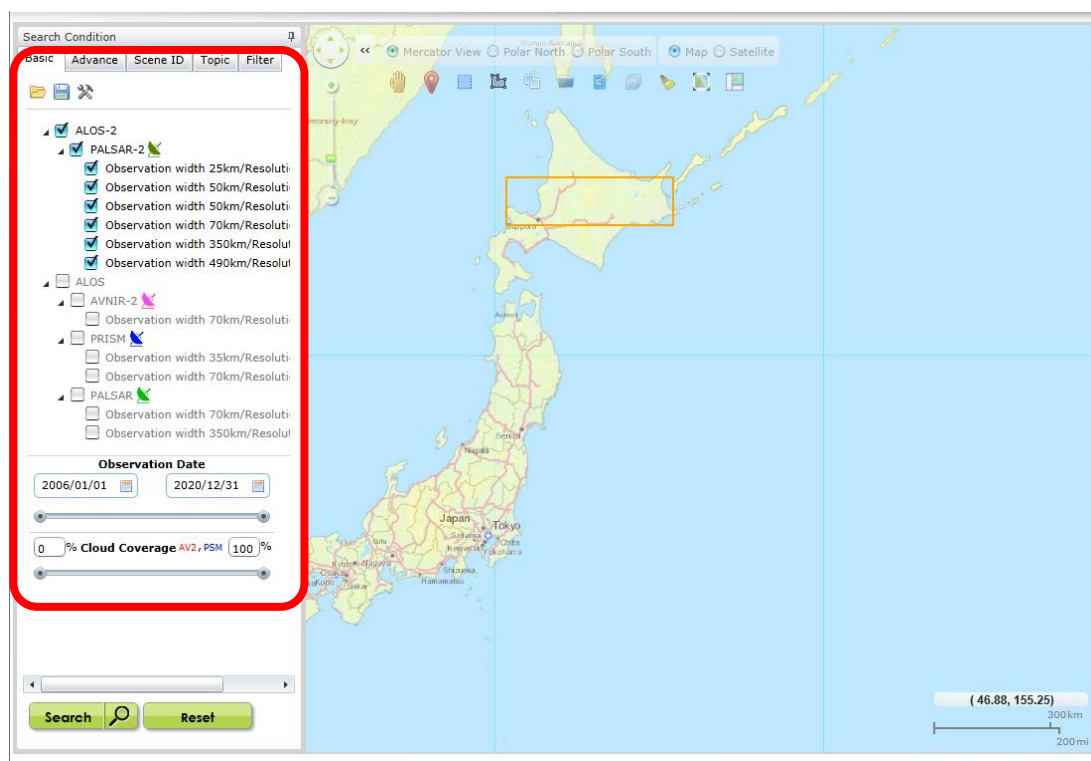 Search Condition
Basic Advance Scene ID Topic Filter
ALOS-2
PALSAR-2
Observation width 25km/Resoluti
Observation width 50km/Resoluti
Observation width 50km/Resoluti
Observation width 70km/Resoluti
Observation width 350km/Resolut
Observation width 490km/Resolut
ALOS
AVNIR-2
Observation width 70km/Resoluti
PRISM
Observation width 35km/Resoluti
Observation width 70km/Resoluti
PALSAR
Observation width 70km/Resoluti
Observation width 350km/Resolut
Observation Date
2006/01/01 2020/12/31
0 % Cloud Coverage AV2, PSM 100 %
Search Reset
<< Mercator View Polar North Polar South Map Satellite
Sapporo
Aomori
Sendai
Niigata
Japan Tokyo
Saitama
Chiba
Gifu
Kawasaki
Yokohama
Kyoto Nagoya
Shizuoka
Osaka
Kobe Sakai
Hamamatsu
( 46.88, 155.25)
300 km
200 mi